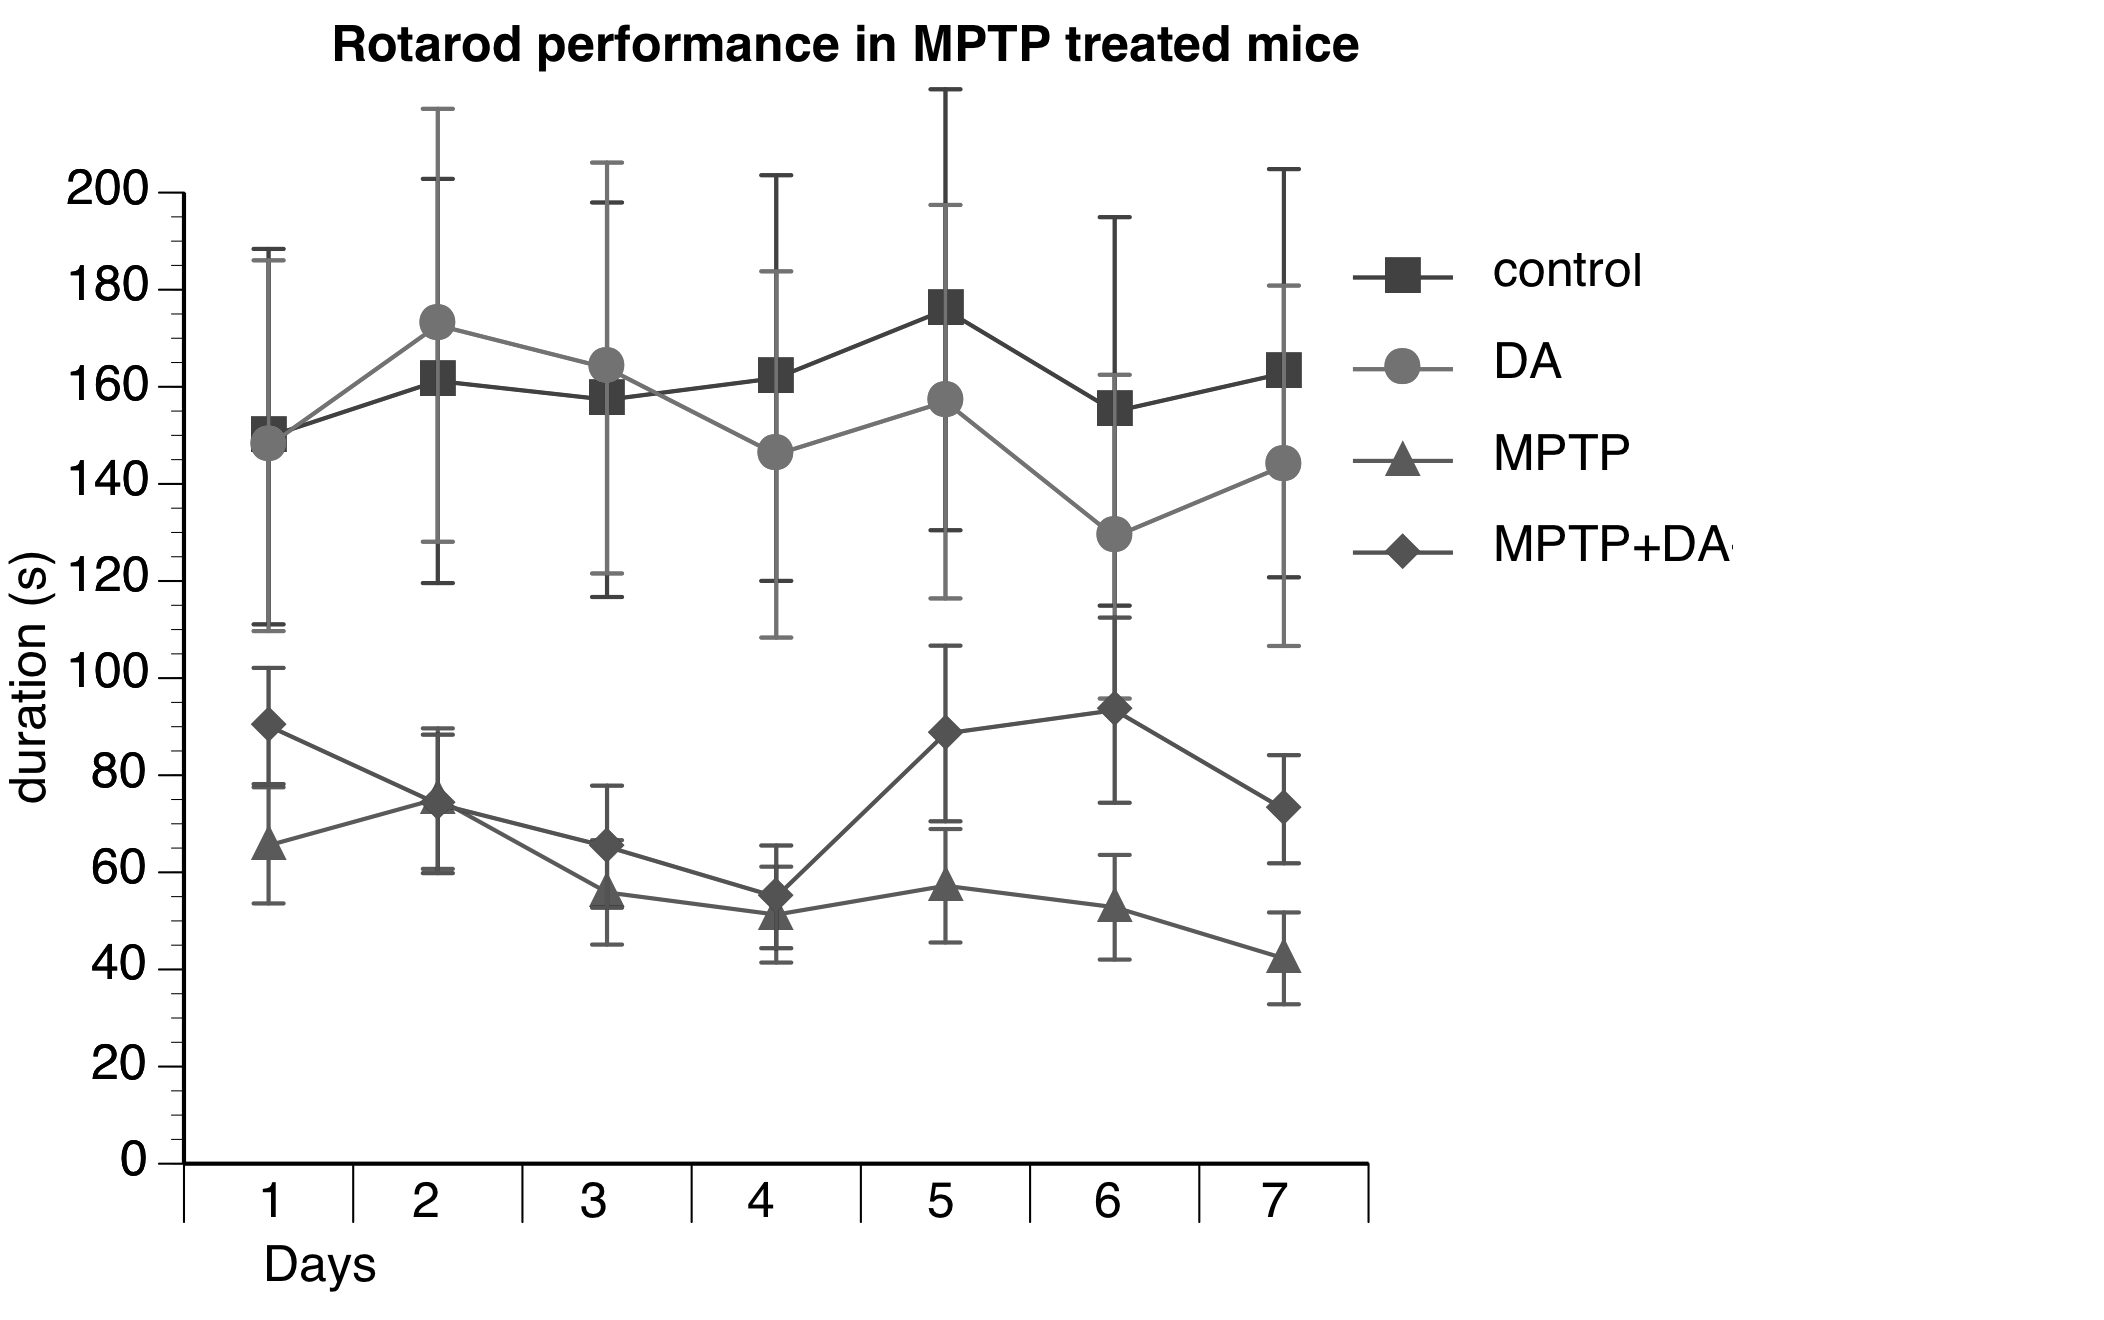 Rotarod performance in MPTP treated mice
200
180
160
140
120
100
80
60
40
20
0
duration (s)
1 2 3 4 5 6 7
Days
control
DA
MPTP
MPTP+DA